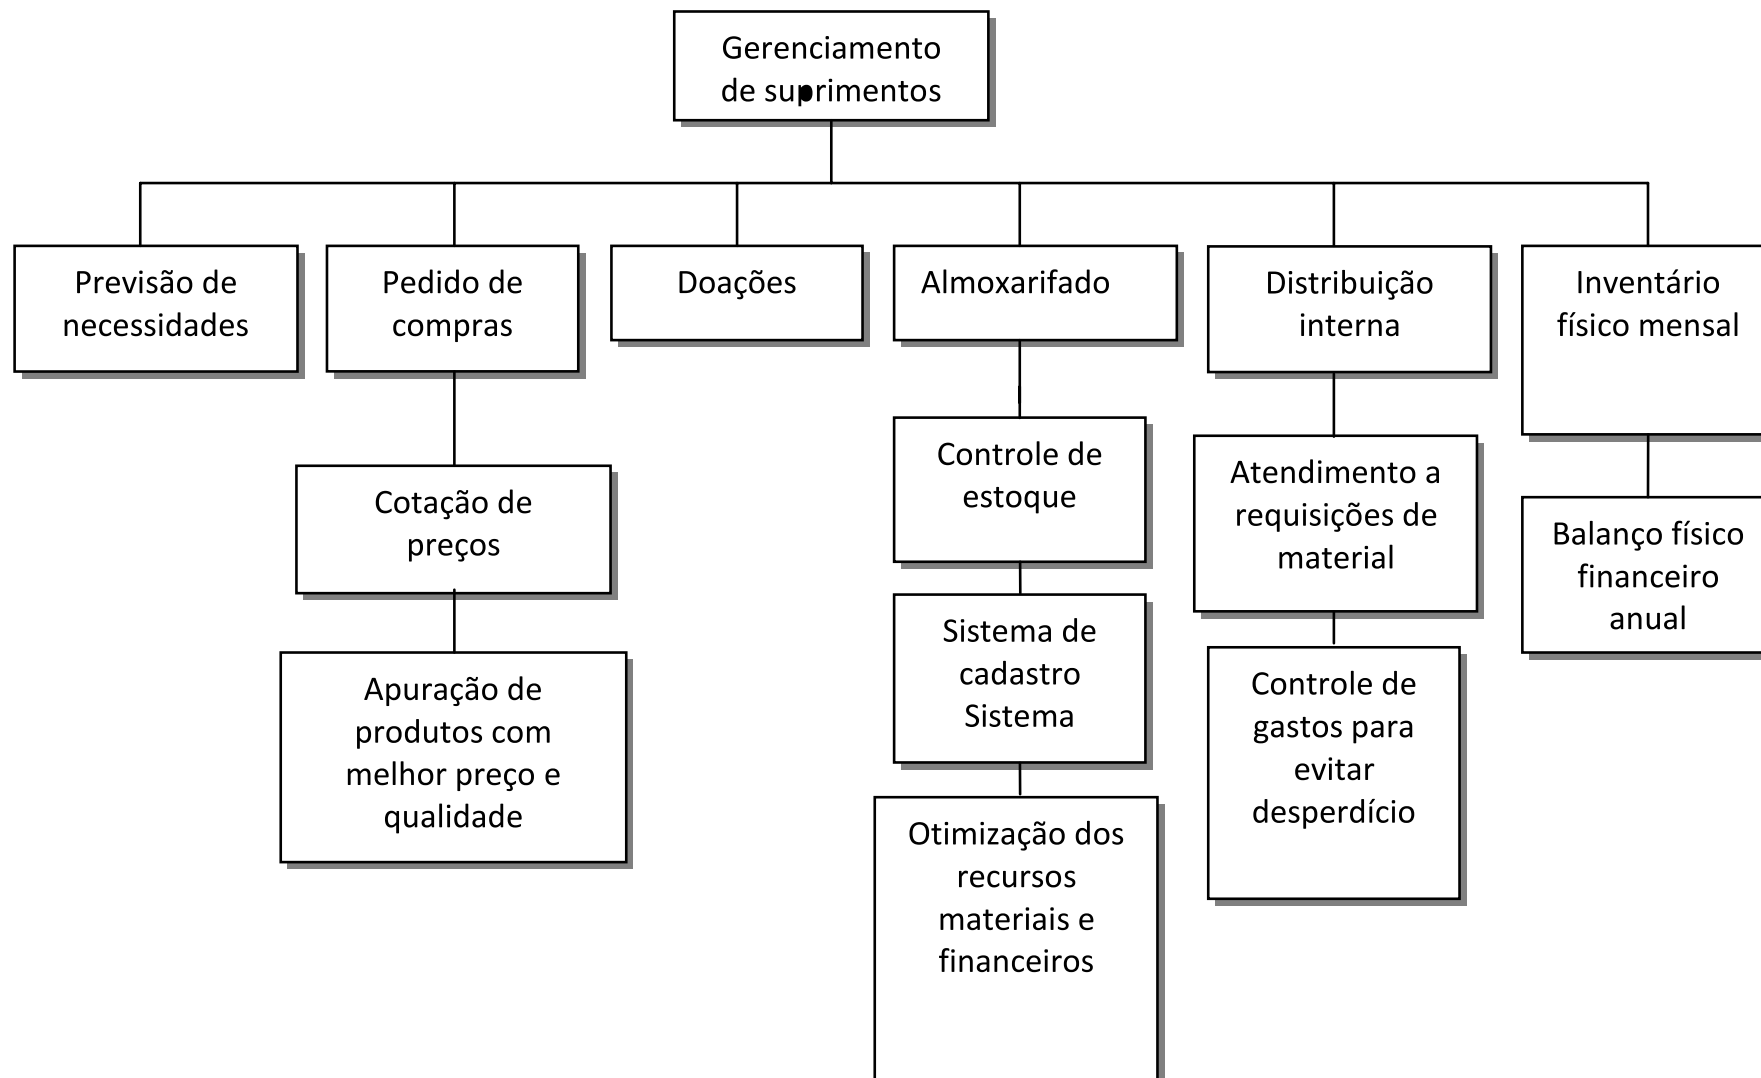 Gerenciamento
de suprimentos
Previsão de
necessidades
Pedido de
compras
Doações
Almoxarifado
Distribuição
interna
Inventário
físico mensal
Cotação de
preços
Apuração de
produtos com
melhor preço e
qualidade
Controle de
estoque
Sistema de
cadastro
Sistema
Otimização dos
recursos
materiais e
financeiros
Atendimento a
requisições de
material
Controle de
gastos para
evitar
desperdício
Balanço físico
financeiro
anual